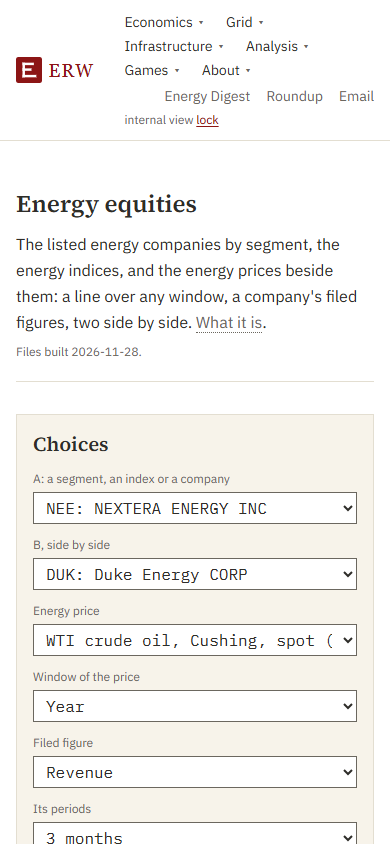 Economics ▾ Grid ▾
Infrastructure ▾ Analysis ▾
E ERW
Games ▾ About ▾
Energy Digest Roundup Email
internal view lock
Energy equities
The listed energy companies by segment, the
energy indices, and the energy prices beside
them: a line over any window, a company's filed
figures, two side by side. What it is.
Files built 2026-11-28.
Choices
A: a segment, an index or a company
NEE: NEXTERA ENERGY INC
B, side by side
DUK: Duke Energy CORP
Energy price
WTI crude oil, Cushing, spot (
Window of the price
Year
Filed figure
Revenue
Its periods
3 months